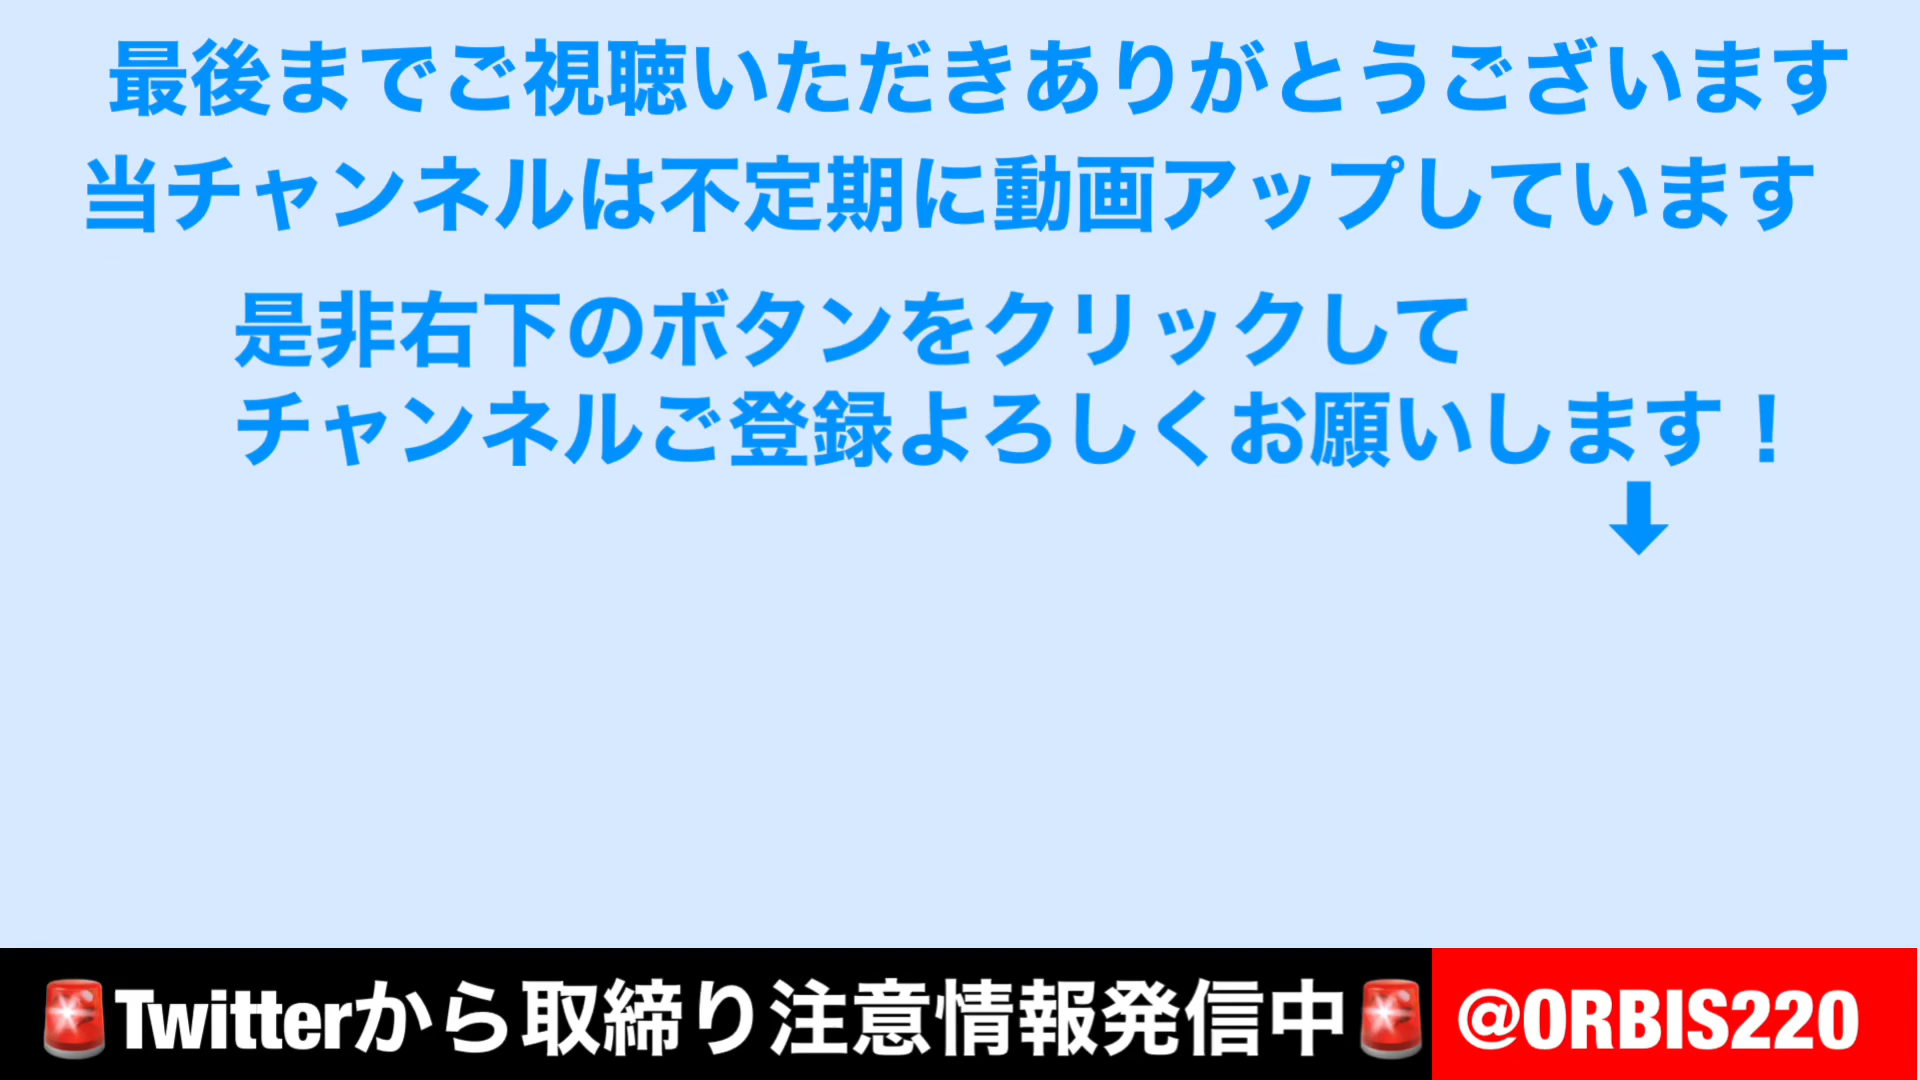 最後までご視聴いただきありがとうございます
当チャンネルは不定期に動画アップしています
是非右下のボタンをクリックして
チャンネルご登録よろしくお願いします！
⬇
🚨Twitterから取締り注意情報発信中🚨 @ORBIS220